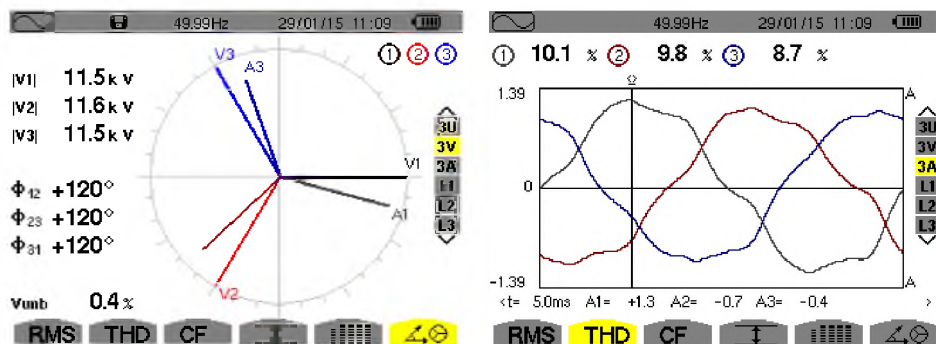 49.99Hz 29/01/15 11:09
|V1| 11.5 k V
|V2| 11.6 k V
|V3| 11.5 k V
Φ12 +120°
Φ23 +120°
Φ31 +120°
Vunb 0.4 %
V3 A3
V1
A1
V2
1 2 3
3U
3V
3A
L1
L2
L3
RMS THD CF
49.99Hz 29/01/15 11:09
1 10.1 % 2 9.8 % 3 8.7 %
1.39 A
0
-1.39 A
<t= 5.0ms A1= +1.3 A2= -0.7 A3= -0.4 >
3U
3V
3A
L1
L2
L3
RMS THD CF